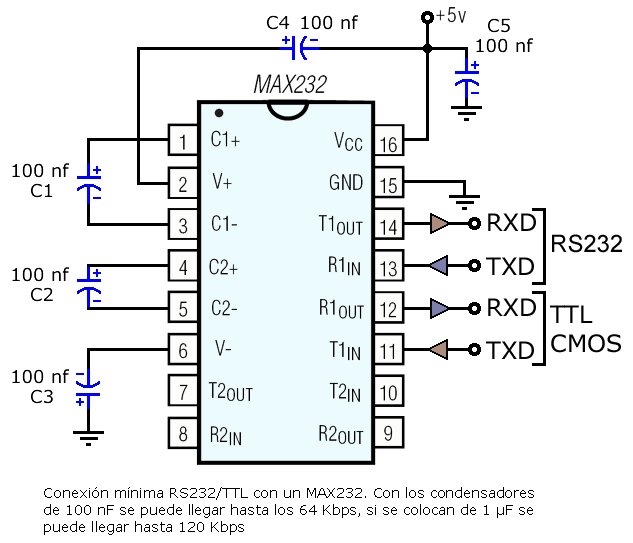 C4 100 nf
+5v
C5
100 nf
MAX232
1 C1+
2 V+
3 C1-
4 C2+
5 C2-
6 V-
7 T2OUT
8 R2IN
VCC 16
GND 15
T1OUT 14
R1IN 13
R1OUT 12
T1IN 11
T2IN 10
R2OUT 9
100 nf
C1
100 nf
C2
100 nf
C3
RXD
TXD
RS232
RXD
TXD
TTL
CMOS
+ -
+
-
+
-
+
-
-
+
Conexión mínima RS232/TTL con un MAX232. Con los condensadores
de 100 nF se puede llegar hasta los 64 Kbps, si se colocan de 1 µF se
puede llegar hasta 120 Kbps